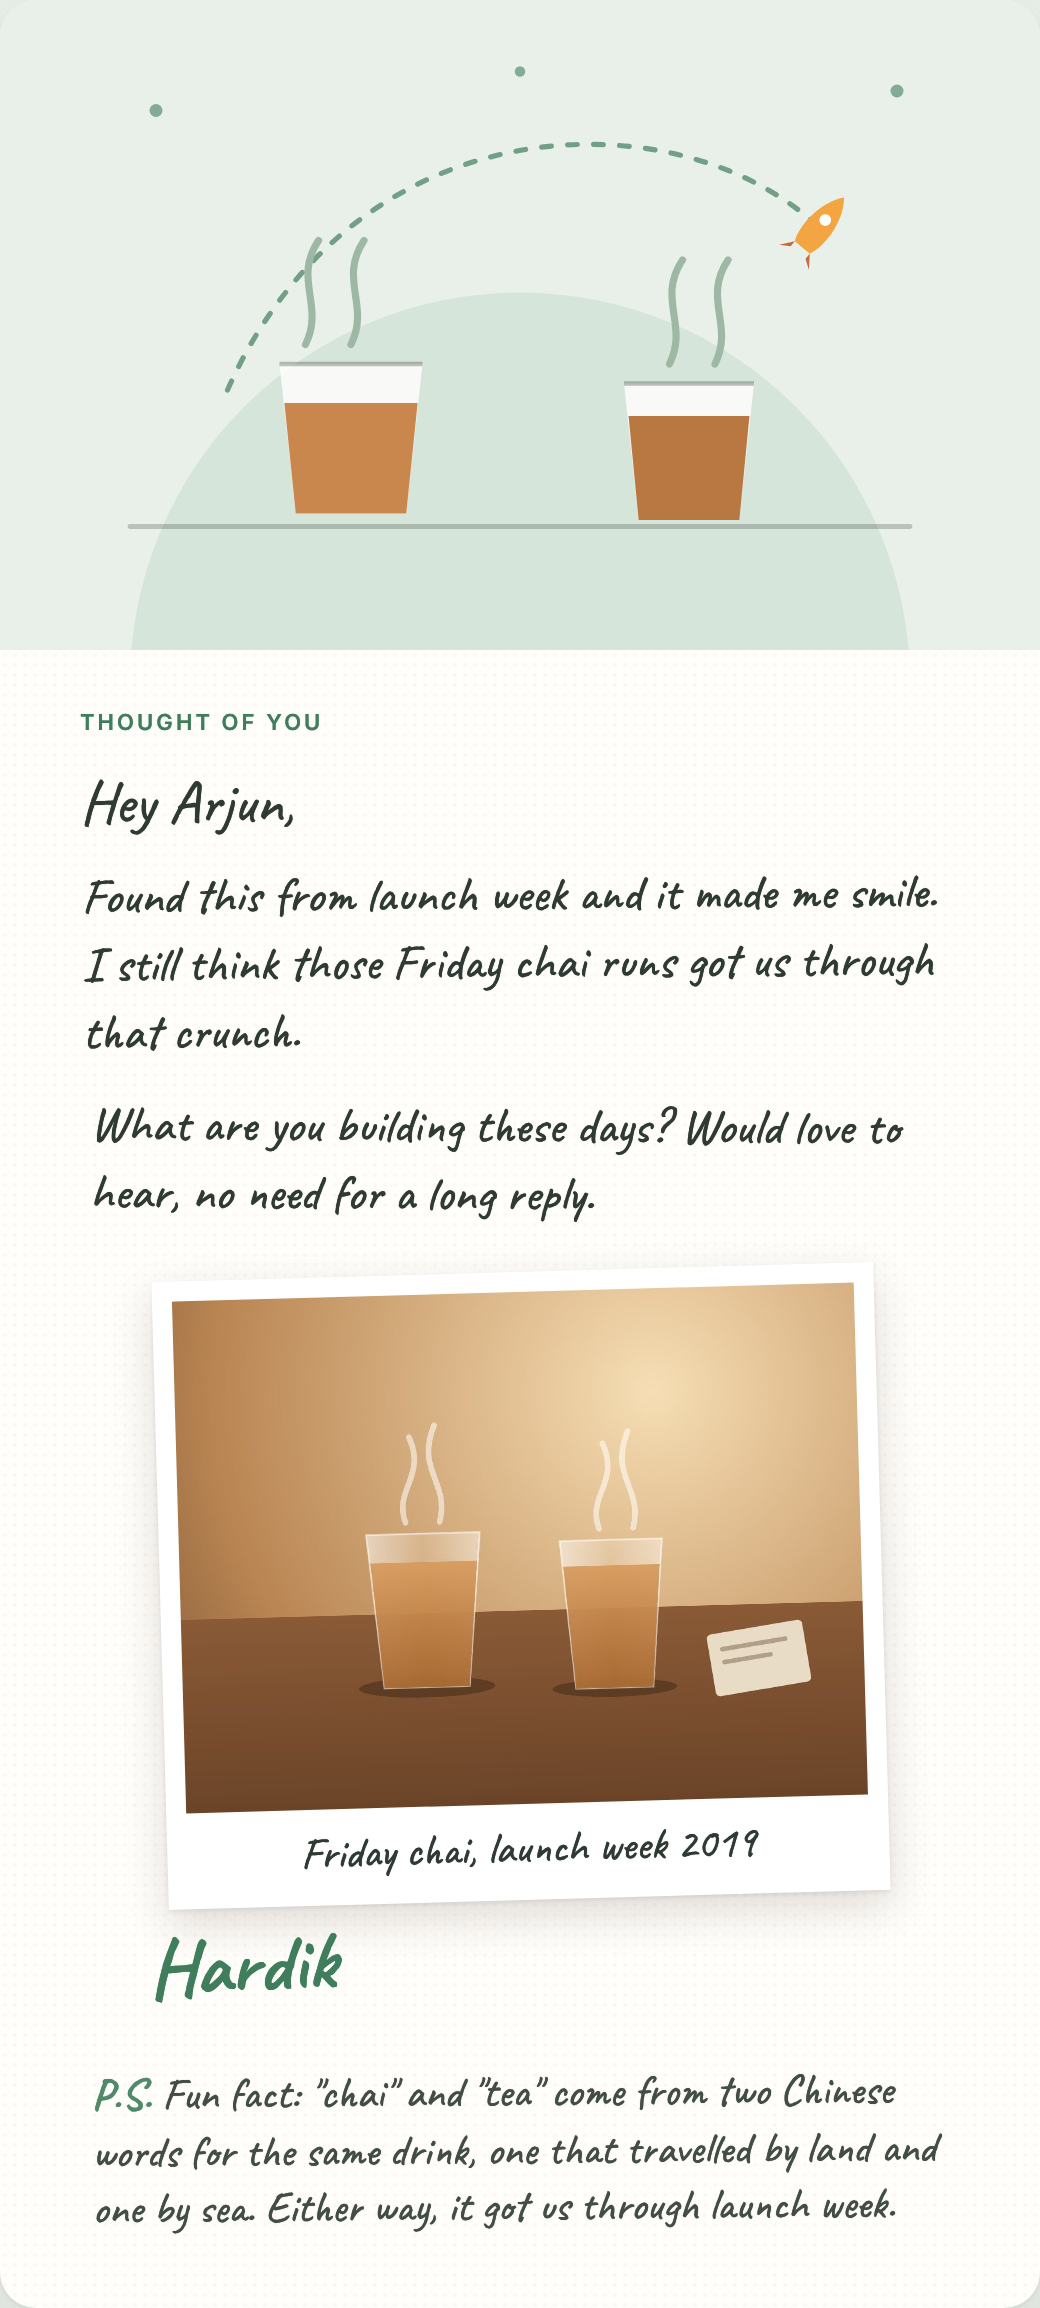 THOUGHT OF YOU
Hey Arjun,
Found this from launch week and it made me smile.
I still think those Friday chai runs got us through
that crunch.
What are you building these days? Would love to
hear, no need for a long reply.
Friday chai, launch week 2019
Hardik
P.S. Fun fact: "chai" and "tea" come from two Chinese
words for the same drink, one that travelled by land and
one by sea. Either way, it got us through launch week.